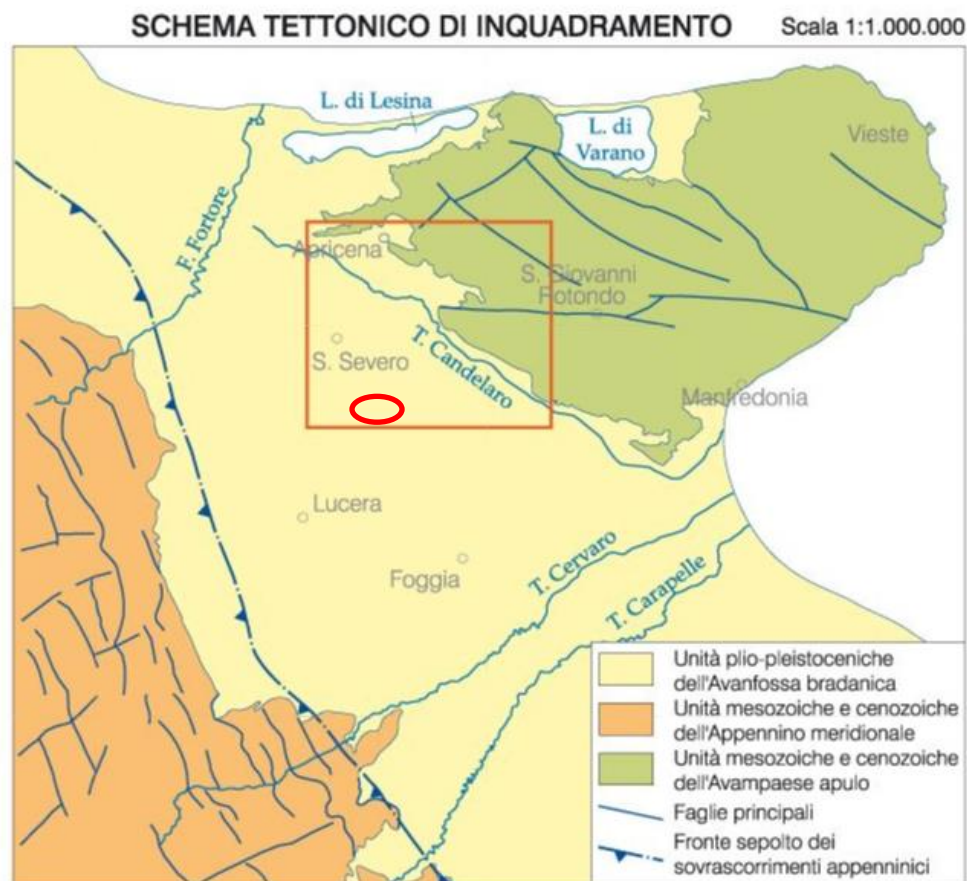 SCHEMA TETTONICO DI INQUADRAMENTO Scala 1:1.000.000
L. di Lesina
L. di
Varano
Vieste
F. Fortore
Apricena
S. Giovanni
Rotondo
S. Severo
T. Candelaro
Manfredonia
Lucera
Foggia
T. Cervaro
T. Carapelle
Unità plio-pleistoceniche
dell'Avanfossa bradanica
Unità mesozoiche e cenozoiche
dell'Appennino meridionale
Unità mesozoiche e cenozoiche
dell'Avampaese apulo
Faglie principali
Fronte sepolto dei
sovrascorrimenti appenninici